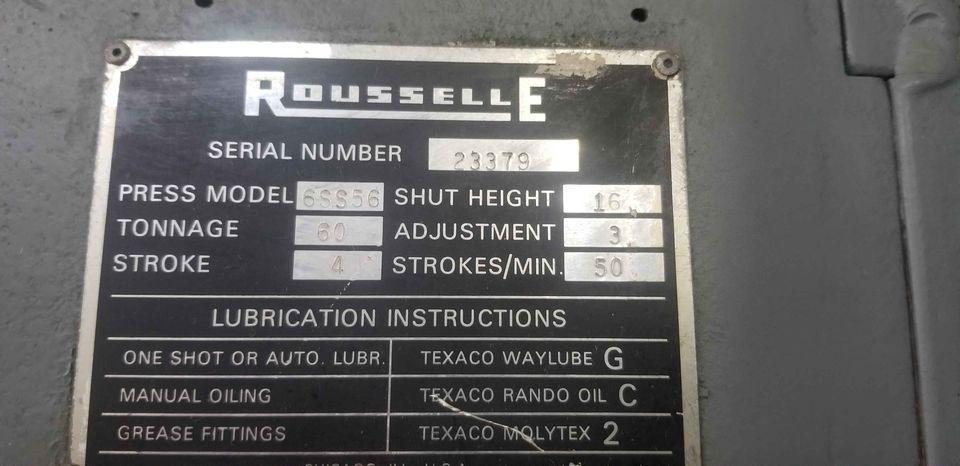 ROUSSELLE
SERIAL NUMBER 23379
PRESS MODEL 6SS56 SHUT HEIGHT 16
TONNAGE 60 ADJUSTMENT 3
STROKE 4 STROKES/MIN. 50
LUBRICATION INSTRUCTIONS
ONE SHOT OR AUTO. LUBR. TEXACO WAYLUBE G
MANUAL OILING TEXACO RANDO OIL C
GREASE FITTINGS TEXACO MOLYTEX 2